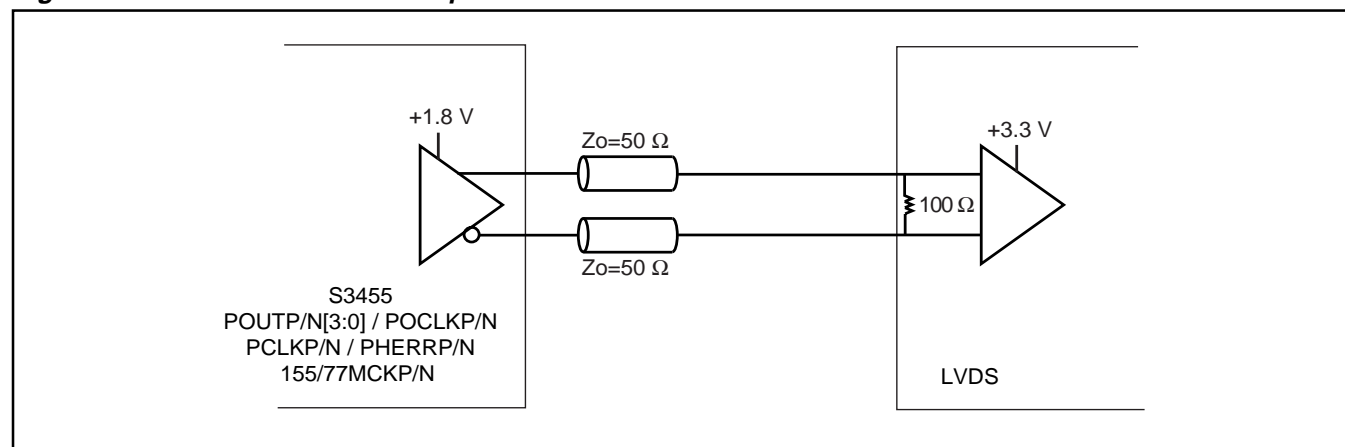 +1.8 V
Zo=50 Ω
+3.3 V
100 Ω
Zo=50 Ω
S3455
POUTP/N[3:0] / POCLKP/N
PCLKP/N / PHERRP/N
155/77MCKP/N
LVDS